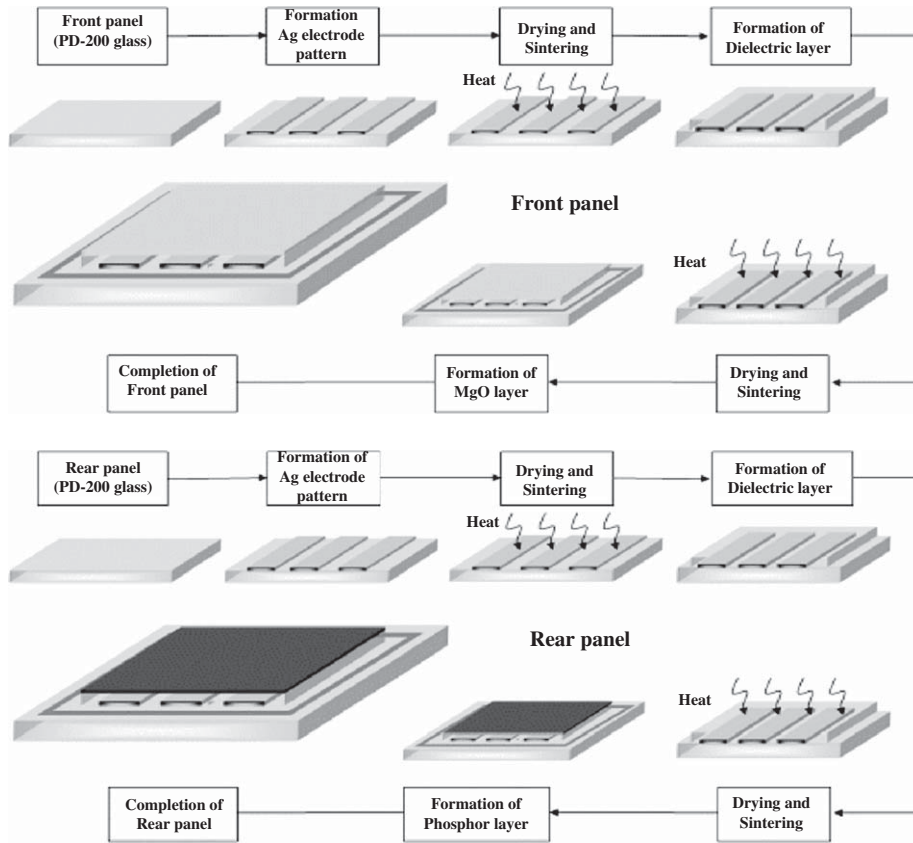 Front panel
(PD-200 glass)
Formation
Ag electrode
pattern
Drying and
Sintering
Formation of
Dielectric layer
Heat
Front panel
Heat
Completion of
Front panel
Formation of
MgO layer
Drying and
Sintering
Rear panel
(PD-200 glass)
Formation of
Ag electrode
pattern
Drying and
Sintering
Formation of
Dielectric layer
Heat
Rear panel
Heat
Completion of
Rear panel
Formation of
Phosphor layer
Drying and
Sintering